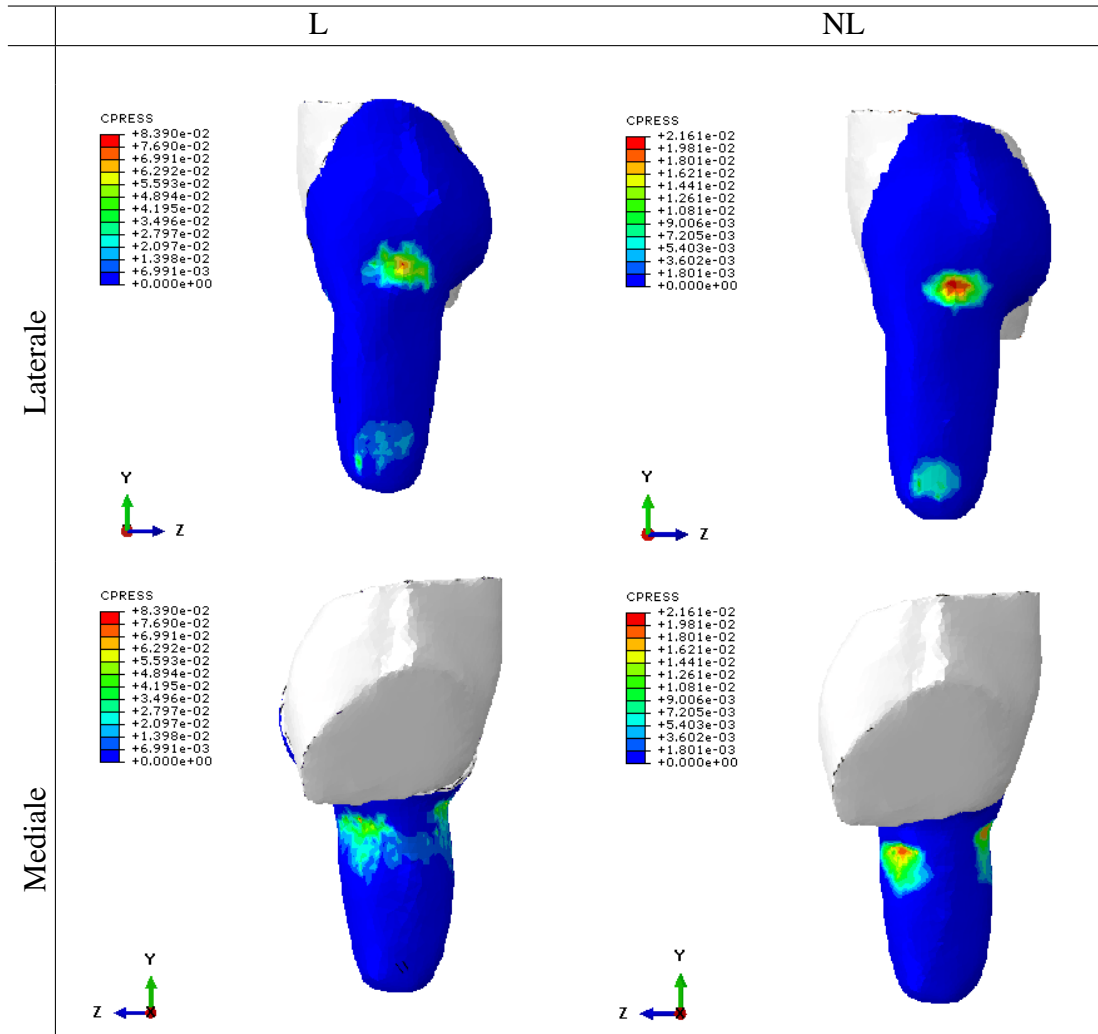 L NL
Laterale
CPRESS
+8.390e-02
+7.690e-02
+6.991e-02
+6.292e-02
+5.593e-02
+4.894e-02
+4.195e-02
+3.496e-02
+2.797e-02
+2.097e-02
+1.398e-02
+6.991e-03
+0.000e+00
Y
Z
CPRESS
+2.161e-02
+1.981e-02
+1.801e-02
+1.621e-02
+1.441e-02
+1.261e-02
+1.081e-02
+9.006e-03
+7.205e-03
+5.403e-03
+3.602e-03
+1.801e-03
+0.000e+00
Y
Z
Mediale
CPRESS
+8.390e-02
+7.690e-02
+6.991e-02
+6.292e-02
+5.593e-02
+4.894e-02
+4.195e-02
+3.496e-02
+2.797e-02
+2.097e-02
+1.398e-02
+6.991e-03
+0.000e+00
Y
Z X
CPRESS
+2.161e-02
+1.981e-02
+1.801e-02
+1.621e-02
+1.441e-02
+1.261e-02
+1.081e-02
+9.006e-03
+7.205e-03
+5.403e-03
+3.602e-03
+1.801e-03
+0.000e+00
Y
Z X